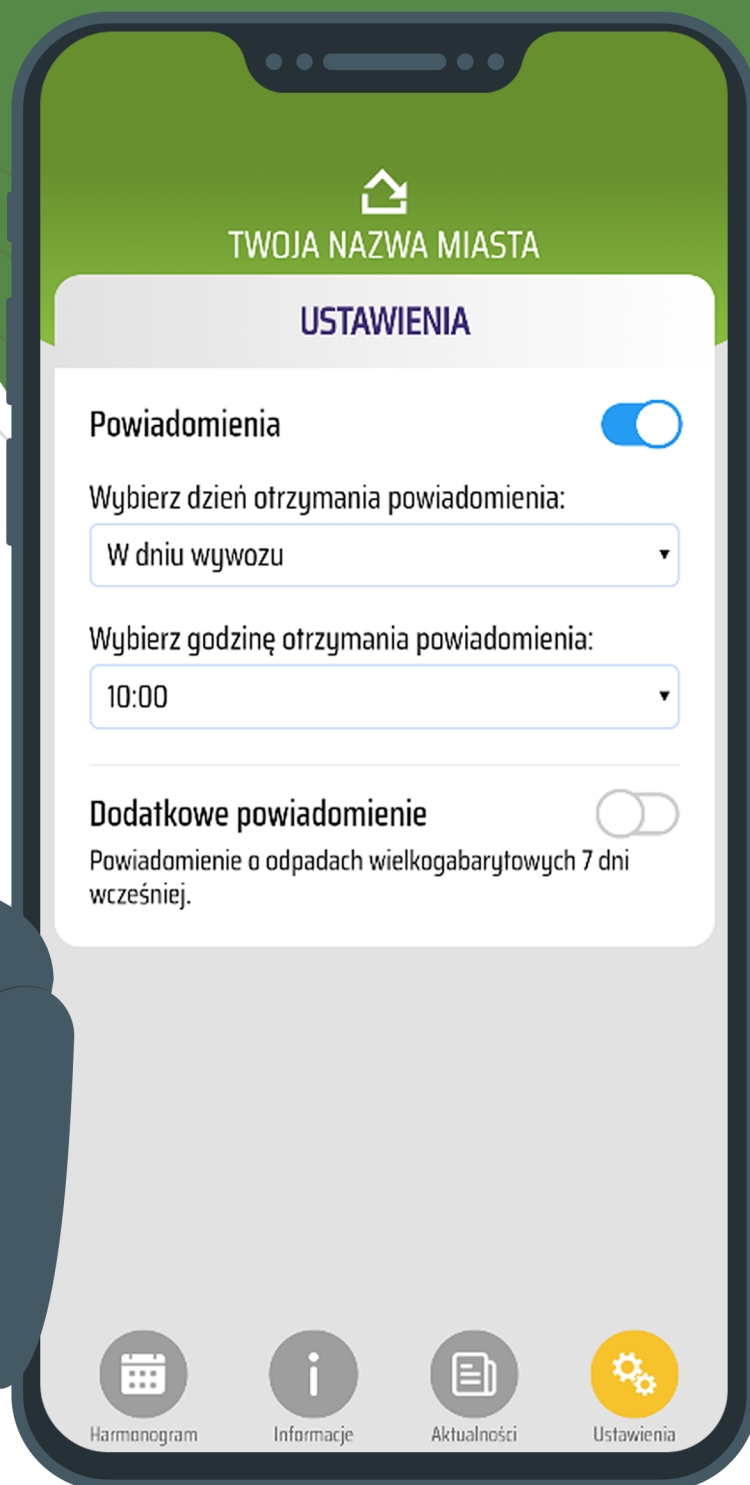 TWOJA NAZWA MIASTA
USTAWIENIA
Powiadomienia
Wybierz dzień otrzymania powiadomienia:
W dniu wywozu
Wybierz godzinę otrzymania powiadomienia:
10:00
Dodatkowe powiadomienie
Powiadomienie o odpadach wielkogabarytowych 7 dni
wcześniej.
Harmonogram Informacje Aktualności Ustawienia